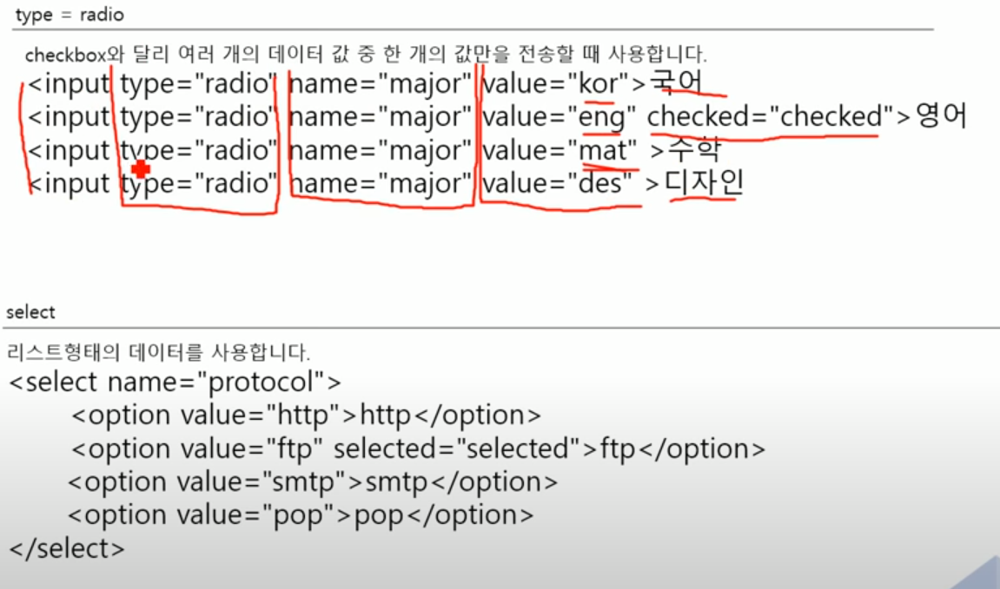 type = radio
checkbox와 달리 여러 개의 데이터 값 중 한 개의 값만을 전송할 때 사용합니다.
<input type="radio" name="major" value="kor">국어
<input type="radio" name="major" value="eng" checked="checked">영어
<input type="radio" name="major" value="mat" >수학
<input type="radio" name="major" value="des" >디자인
select
리스트형태의 데이터를 사용합니다.
<select name="protocol">
<option value="http">http</option>
<option value="ftp" selected="selected">ftp</option>
<option value="smtp">smtp</option>
<option value="pop">pop</option>
</select>